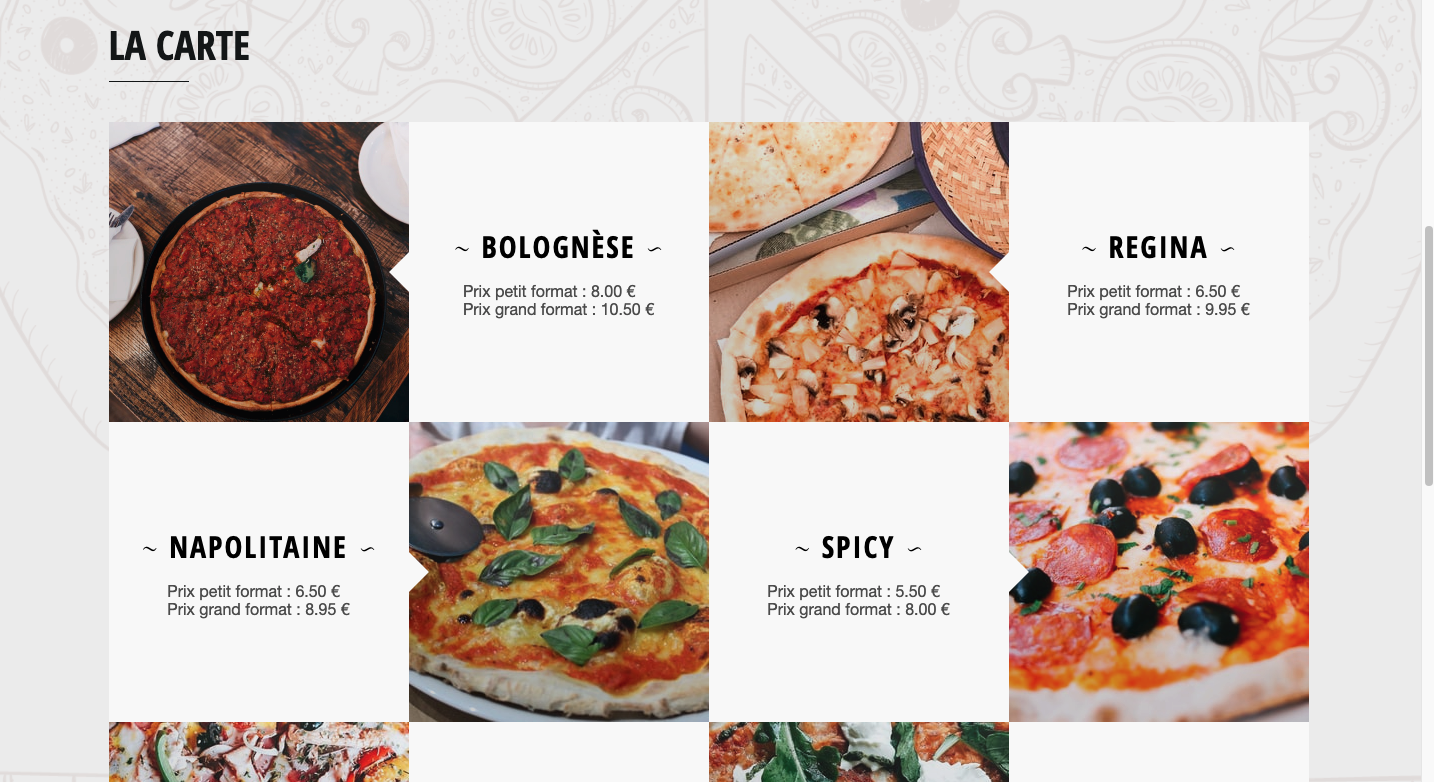 LA CARTE
~ BOLOGNÈSE ~
Prix petit format : 8.00 €
Prix grand format : 10.50 €
~ REGINA ~
Prix petit format : 6.50 €
Prix grand format : 9.95 €
~ NAPOLITAINE ~
Prix petit format : 6.50 €
Prix grand format : 8.95 €
~ SPICY ~
Prix petit format : 5.50 €
Prix grand format : 8.00 €